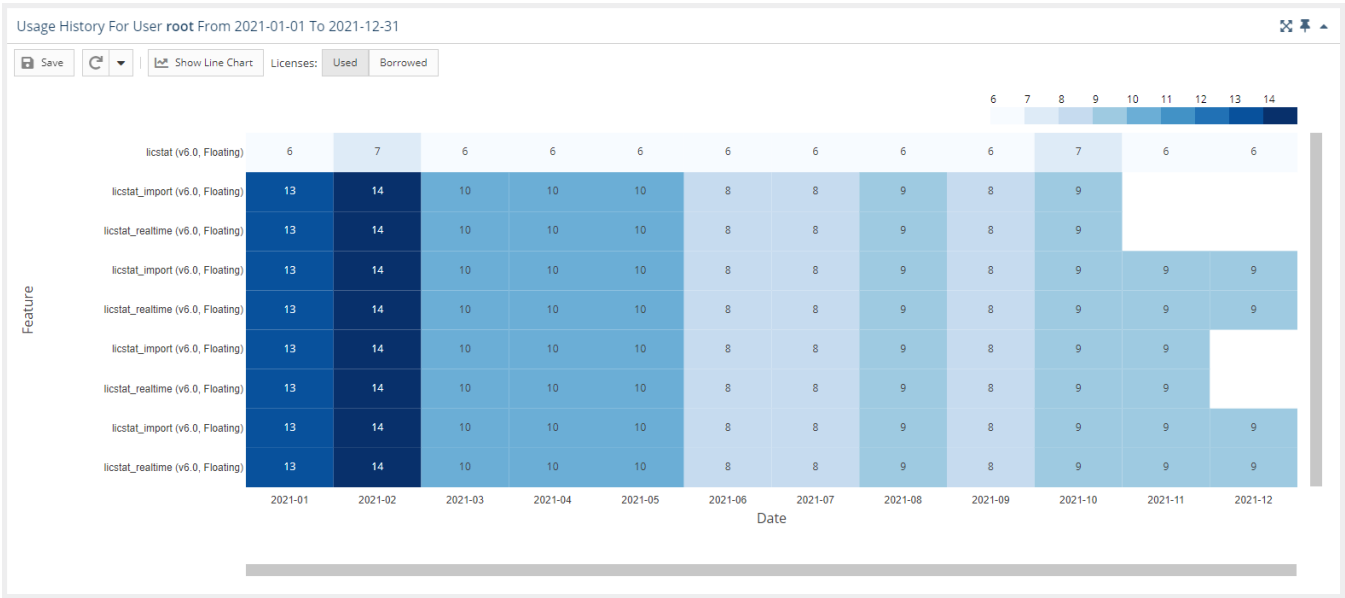 Usage History For User root From 2021-01-01 To 2021-12-31
Save Show Line Chart Licenses: Used Borrowed
6 7 8 9 10 11 12 13 14
licstat (v6.0, Floating) 6 7 6 6 6 6 6 6 6 7 6 6
licstat_import (v6.0, Floating) 13 14 10 10 10 8 8 9 8 9
licstat_realtime (v6.0, Floating) 13 14 10 10 10 8 8 9 8 9
licstat_import (v6.0, Floating) 13 14 10 10 10 8 8 9 8 9 9 9
licstat_realtime (v6.0, Floating) 13 14 10 10 10 8 8 9 8 9 9 9
licstat_import (v6.0, Floating) 13 14 10 10 10 8 8 9 8 9 9
licstat_realtime (v6.0, Floating) 13 14 10 10 10 8 8 9 8 9 9
licstat_import (v6.0, Floating) 13 14 10 10 10 8 8 9 8 9 9 9
licstat_realtime (v6.0, Floating) 13 14 10 10 10 8 8 9 8 9 9 9
Feature
2021-01 2021-02 2021-03 2021-04 2021-05 2021-06 2021-07 2021-08 2021-09 2021-10 2021-11 2021-12
Date